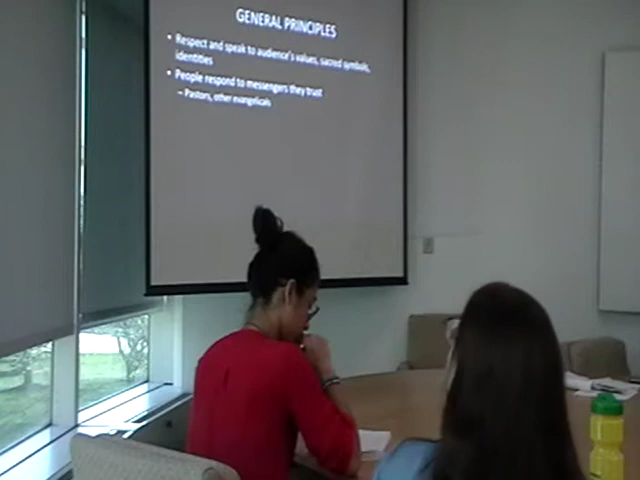 GENERAL PRINCIPLES
• Respect and speak to audience's values, sacred symbols,
identities
• People respond to messengers they trust
– Pastors, other evangelicals